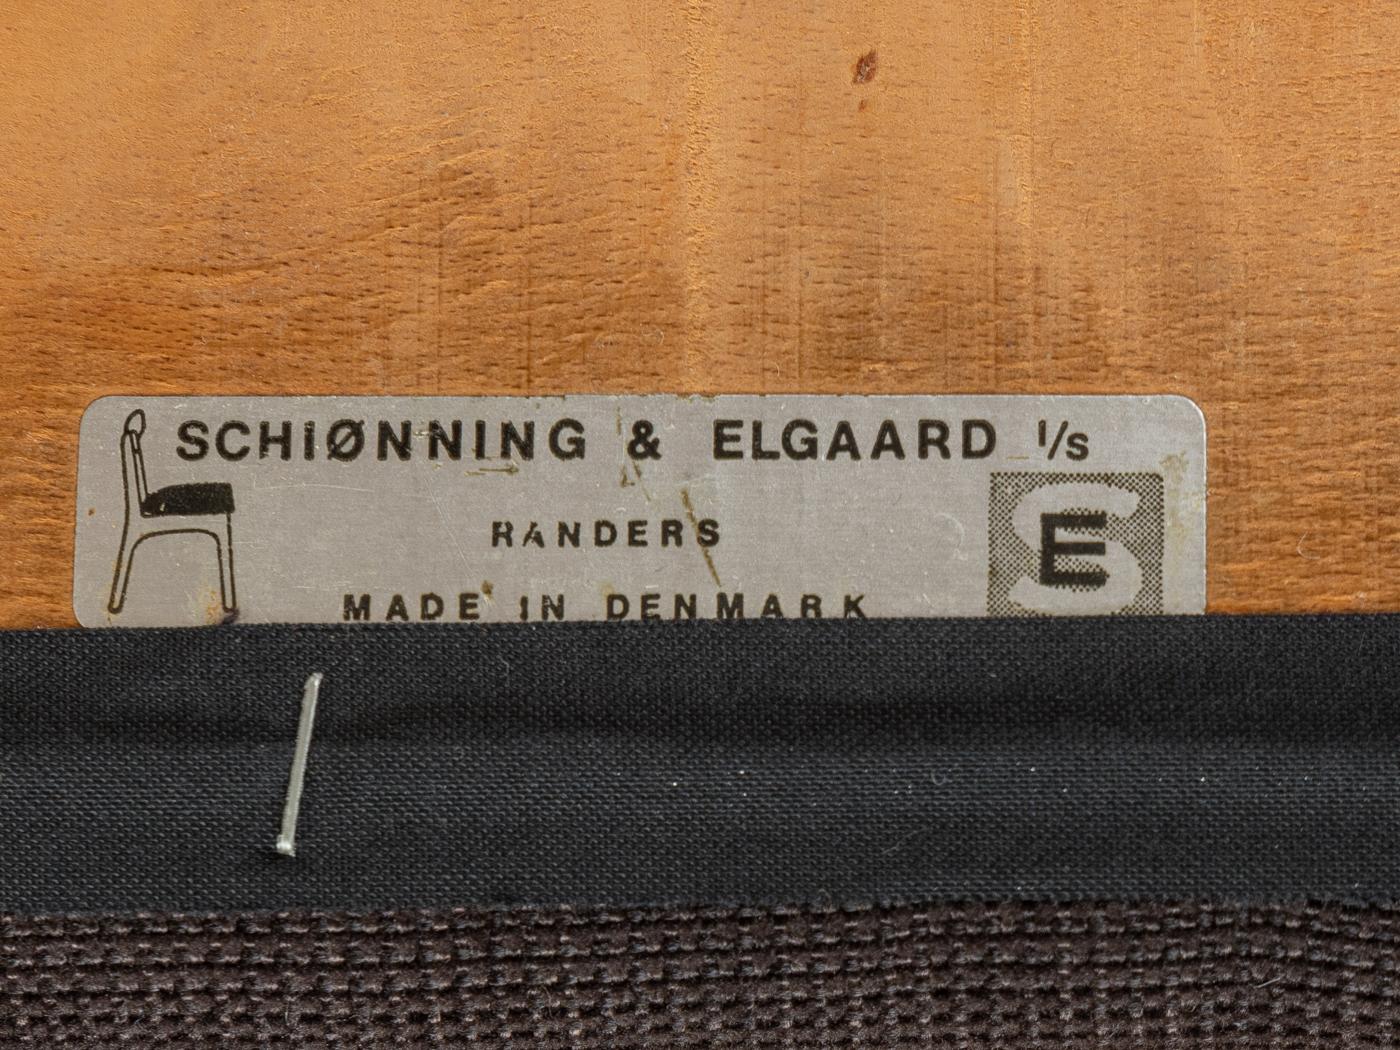 SCHIØNNING & ELGAARD I/S
RANDERS
SE
MADE IN DENMARK